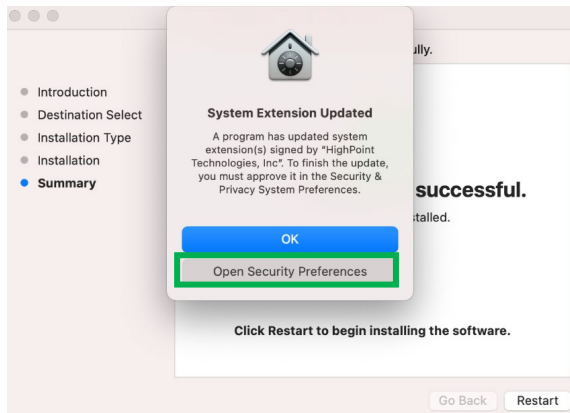 ully.
Introduction
Destination Select
Installation Type
Installation
Summary
System Extension Updated
A program has updated system
extension(s) signed by "HighPoint
Technologies, Inc". To finish the update,
you must approve it in the Security &
Privacy System Preferences.
OK
Open Security Preferences
successful.
stalled.
Click Restart to begin installing the software.
Go Back
Restart